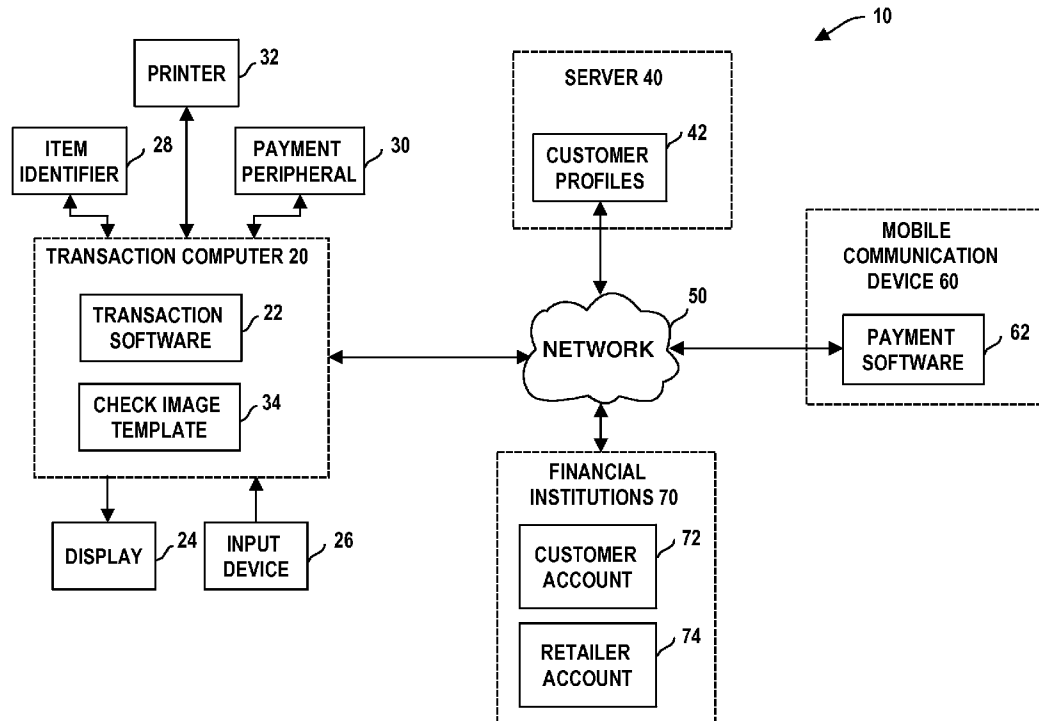 10
PRINTER
32
ITEM
IDENTIFIER
28
PAYMENT
PERIPHERAL
30
TRANSACTION COMPUTER 20
TRANSACTION
SOFTWARE
22
CHECK IMAGE
TEMPLATE
34
DISPLAY
24
INPUT
DEVICE
26
SERVER 40
CUSTOMER
PROFILES
42
NETWORK
50
MOBILE
COMMUNICATION
DEVICE 60
PAYMENT
SOFTWARE
62
FINANCIAL
INSTITUTIONS 70
CUSTOMER
ACCOUNT
72
RETAILER
ACCOUNT
74